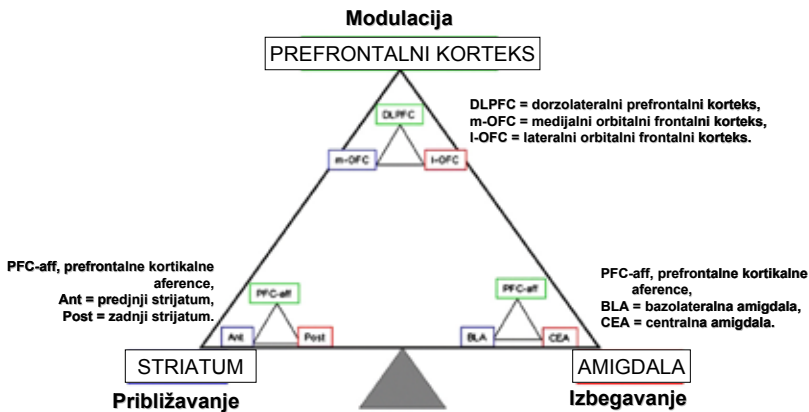 Modulacija
PREFRONTALNI KORTEKS
DLPFC
m-OFC
l-OFC
DLPFC = dorzolateralni prefrontalni korteks,
m-OFC = medijalni orbitalni frontalni korteks,
l-OFC = lateralni orbitalni frontalni korteks.
PFC-aff, prefrontalne kortikalne
aference,
Ant = prednji strijatum,
Post = zadnji strijatum.
PFC-aff
Ant
Post
PFC-aff
BLA
CEA
PFC-aff, prefrontalne kortikalne
aference,
BLA = bazolateralna amigdala,
CEA = centralna amigdala.
STRIATUM
Približavanje
AMIGDALA
Izbegavanje